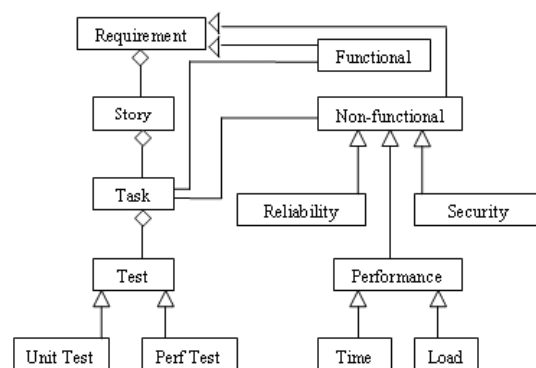 Requirement
Functional
Story
Non-functional
Task
Reliability
Security
Test
Performance
Unit Test
Perf Test
Time
Load